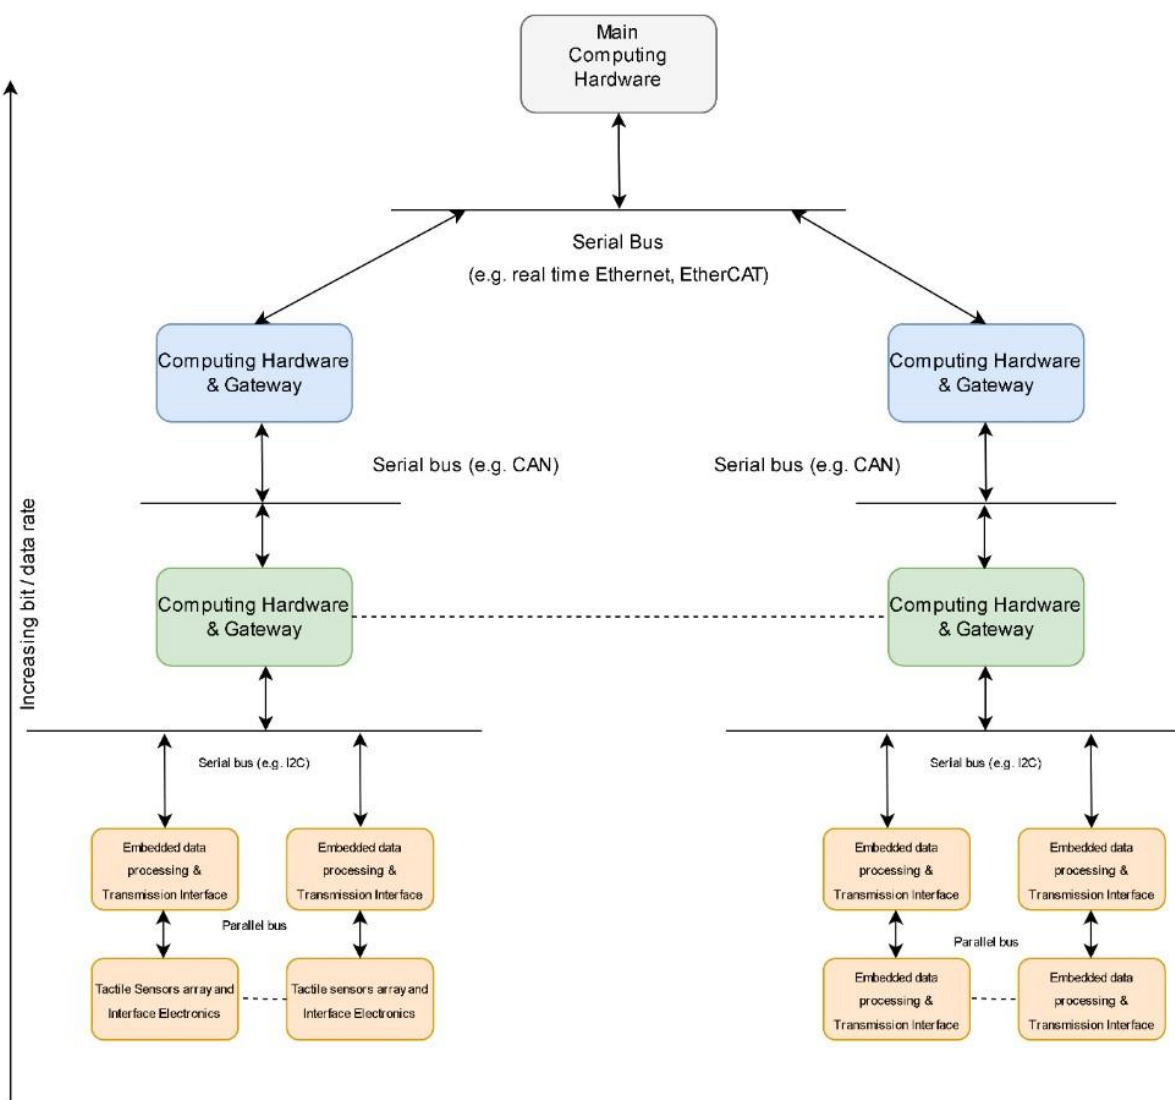 Main
Computing
Hardware
Serial Bus
(e.g. real time Ethernet, EtherCAT)
Computing Hardware
& Gateway
Computing Hardware
& Gateway
Serial bus (e.g. CAN)
Serial bus (e.g. CAN)
Increasing bit / data rate
Computing Hardware
& Gateway
Computing Hardware
& Gateway
Serial bus (e.g. I2C)
Serial bus (e.g. I2C)
Embedded data
processing &
Transmission Interface
Embedded data
processing &
Transmission Interface
Embedded data
processing &
Transmission Interface
Embedded data
processing &
Transmission Interface
Parallel bus
Parallel bus
Tactile Sensors array and
Interface Electronics
Tactile sensors array and
Interface Electronics
Embedded data
processing &
Transmission Interface
Embedded data
processing &
Transmission Interface